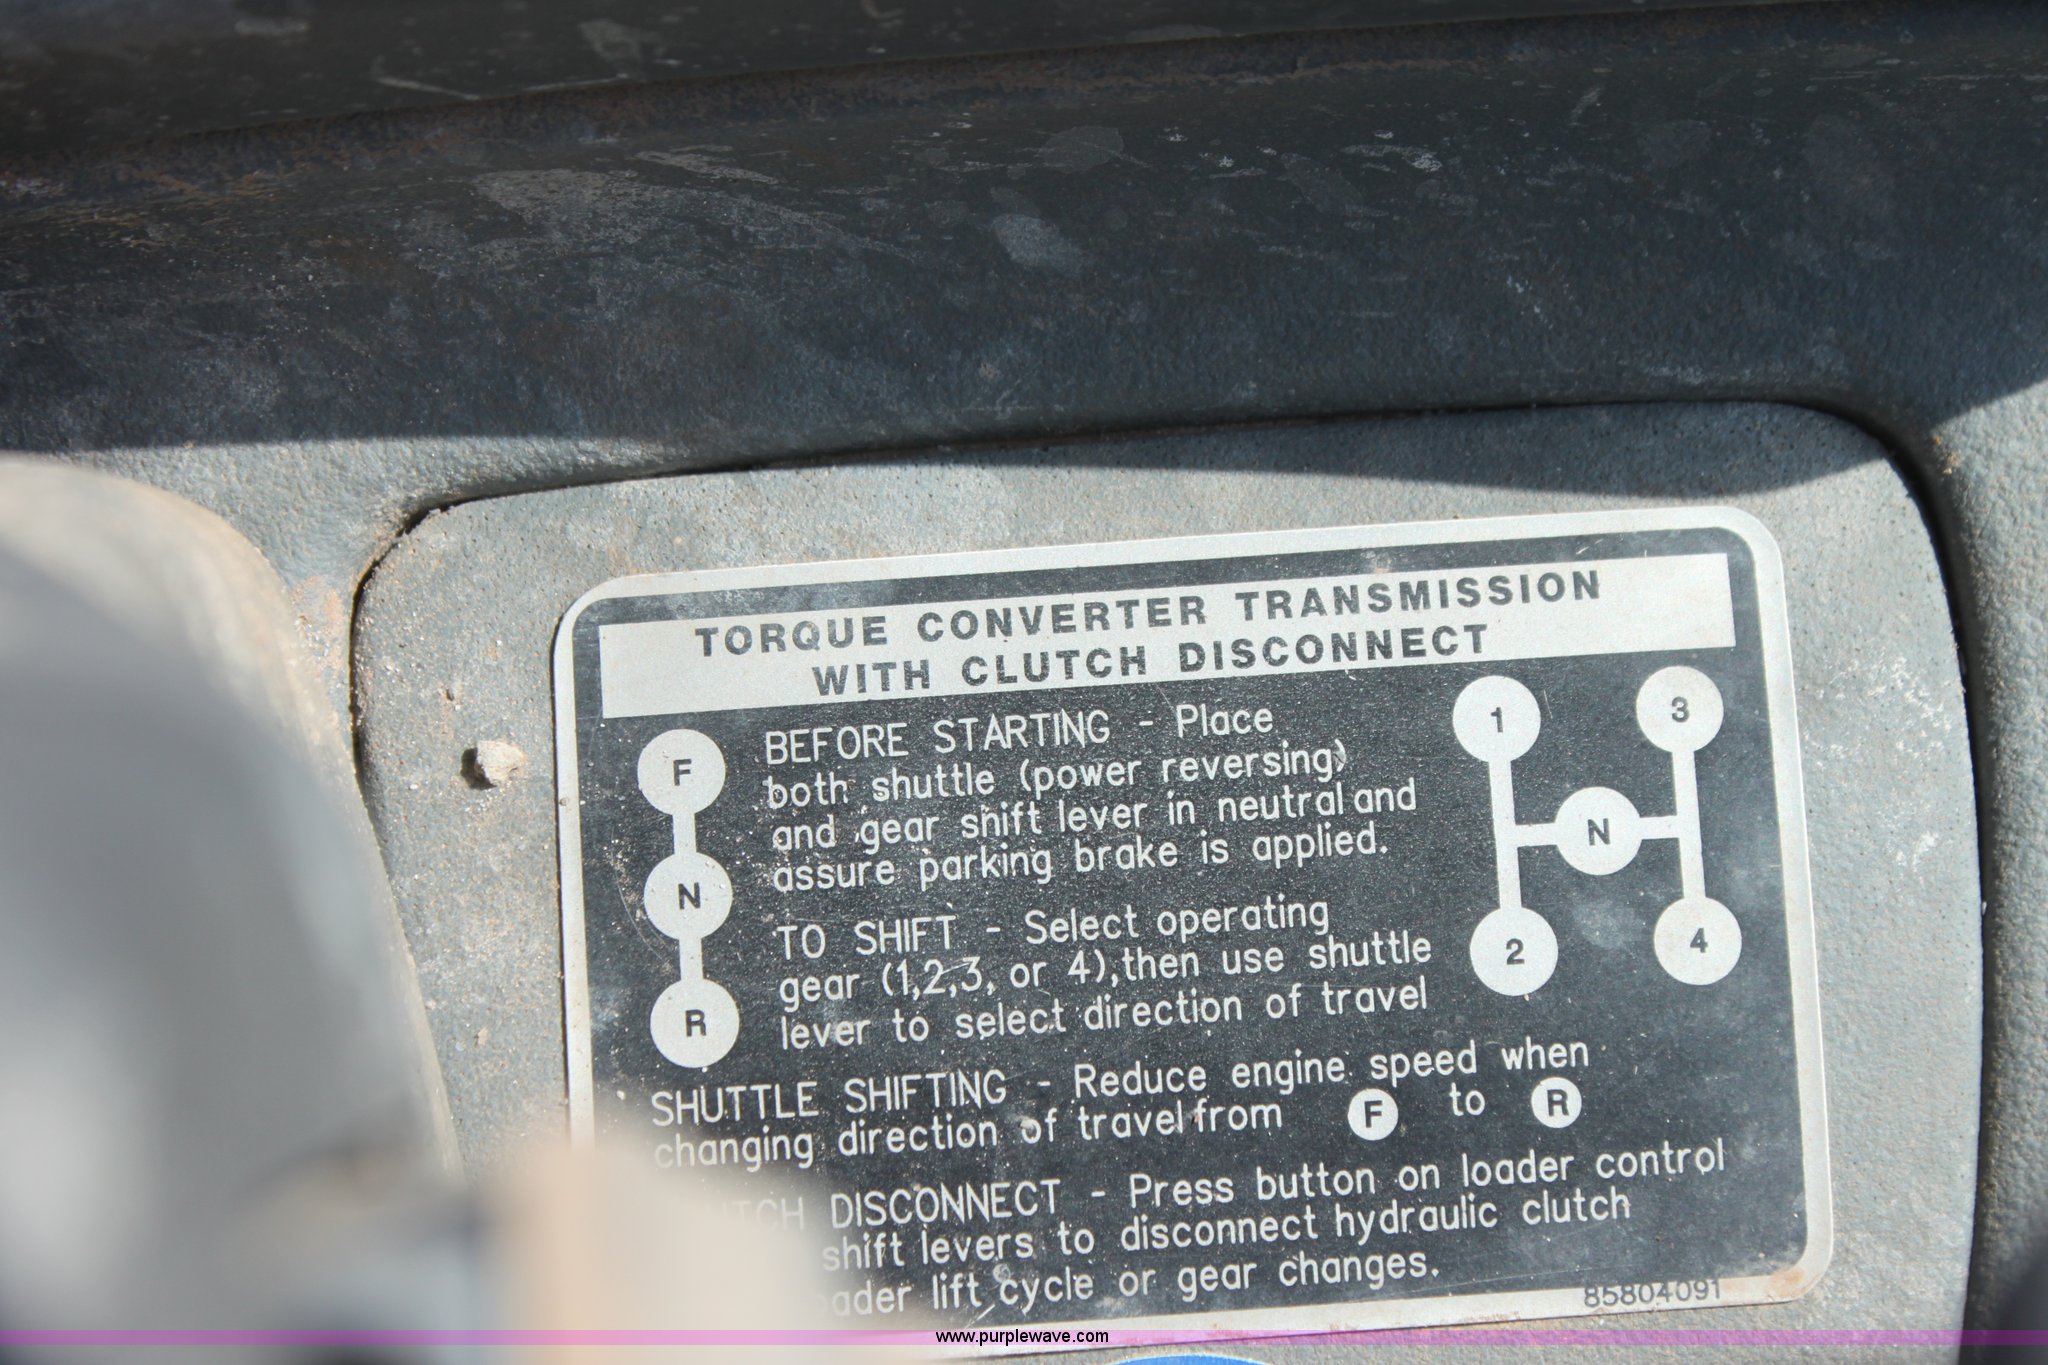 TORQUE CONVERTER TRANSMISSION
WITH CLUTCH DISCONNECT
F
N
R
BEFORE STARTING - Place
both shuttle (power reversing)
and gear shift lever in neutral and
assure parking brake is applied.
TO SHIFT - Select operating
gear (1,2,3, or 4), then use shuttle
lever to select direction of travel
1
3
N
2
4
SHUTTLE SHIFTING - Reduce engine speed when
changing direction of travel from F to R
DISCONNECT - Press button on loader control
shift levers to disconnect hydraulic clutch
lift cycle or gear changes.
85804091
www.purplewave.com